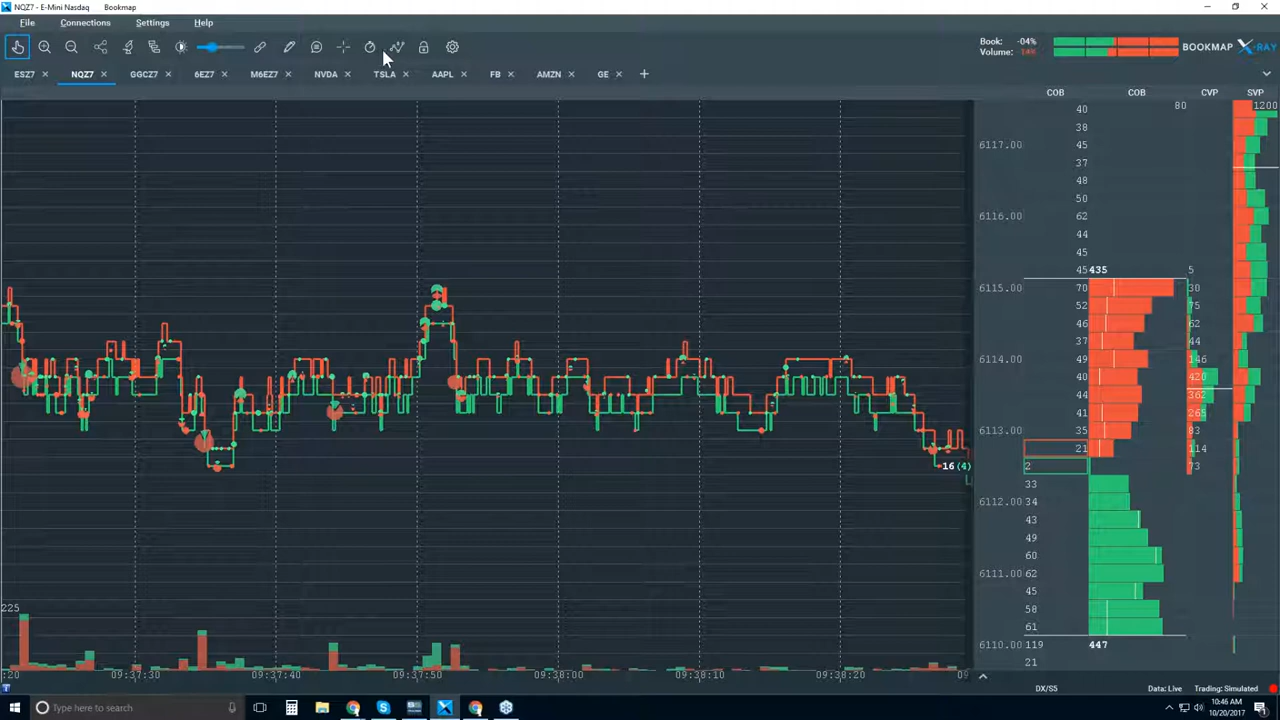 NQZ7 - E-Mini Nasdaq Bookmap
File Connections Settings Help
Book: -04%
Volume: 14%
BOOKMAP X-RAY
ESZ7 NQZ7 GGCZ7 6EZ7 M6EZ7 NVDA TSLA AAPL FB AMZN GE
COB COB CVP SVP
40 80 1200
38
6117.00 45
37
48
50
6116.00 62
44
45
45 435 5
6115.00 70 30
52 75
46 62
37 44
6114.00 49 146
40 420
44 362
41 265
6113.00 35 83
21 114
16 (4) 2 73
33
6112.00 34
43
49
60
6111.00 62
45
225 58
61
6110.00 119 447
21
:20 09:37:40 09:37:50 09:38:00 09:38:10 09:38:20 09
DX/S5 Data: Live Trading: Simulated
Type here to search
10:46 AM
10/20/2017